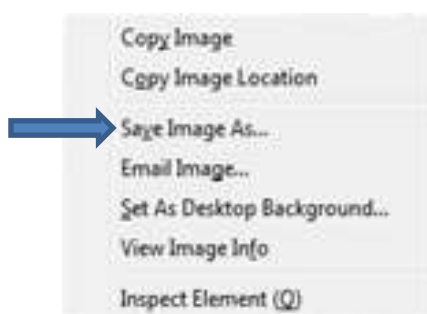 Copy Image
Copy Image Location
Save Image As...
Email Image...
Set As Desktop Background...
View Image Info
Inspect Element (Q)